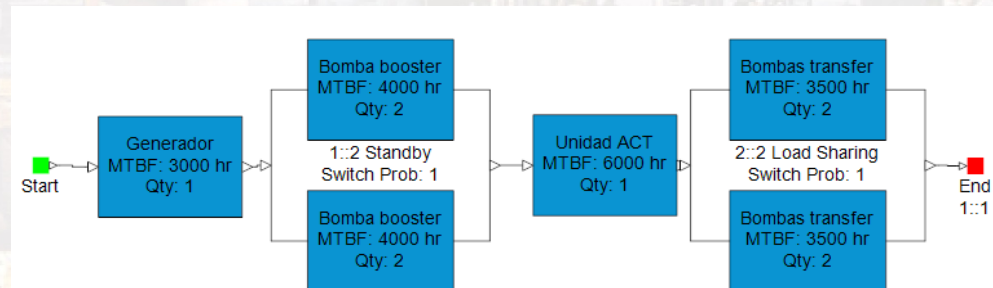 Start
Generador
MTBF: 3000 hr
Qty: 1
Bomba booster
MTBF: 4000 hr
Qty: 2
1::2 Standby
Switch Prob: 1
Bomba booster
MTBF: 4000 hr
Qty: 2
Unidad ACT
MTBF: 6000 hr
Qty: 1
Bombas transfer
MTBF: 3500 hr
Qty: 2
2::2 Load Sharing
Switch Prob: 1
Bombas transfer
MTBF: 3500 hr
Qty: 2
End
1::1